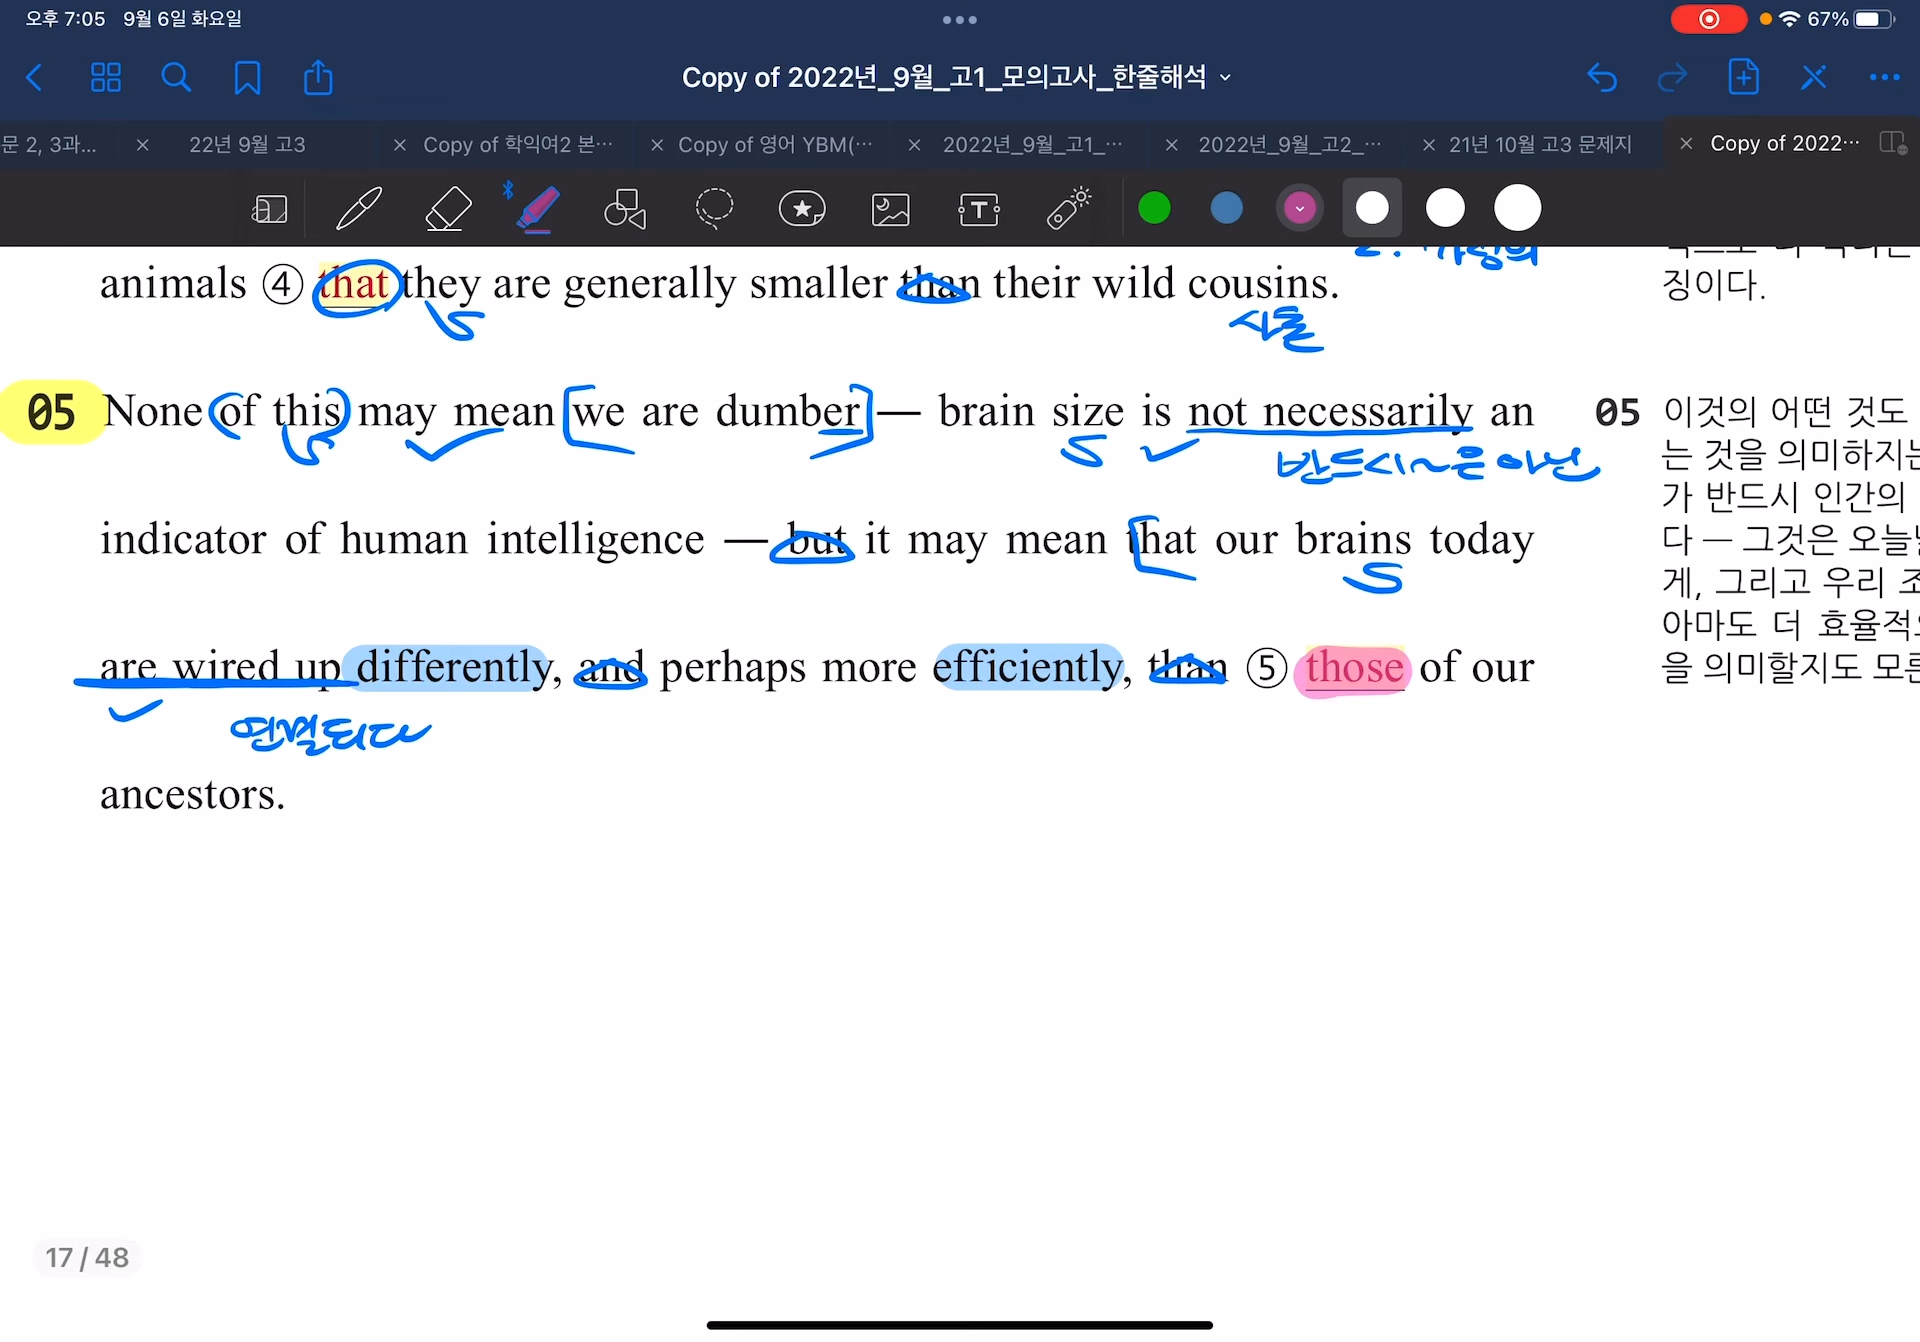 오후 7:05 9월 6일 화요일
67%
Copy of 2022년_9월_고1_모의고사_한줄해석
문 2, 3과...
22년 9월 고3
Copy of 학익여2 본···
Copy of 영어 YBM(···
2022년_9월_고1_···
2022년_9월_고2_···
21년 10월 고3 문제지
Copy of 2022···
animals ④ that they are generally smaller than their wild cousins.
징이다.
S
사촌
05 None of this may mean we are dumber — brain size is not necessarily an
S S 반드시~은 아닌
indicator of human intelligence — but it may mean that our brains today
S
are wired up differently, and perhaps more efficiently, than ⑤ those of our
연결되다
ancestors.
05 이것의 어떤 것도
는 것을 의미하지는
가 반드시 인간의
다 — 그것은 오늘날
게, 그리고 우리 조
아마도 더 효율적으
을 의미할지도 모른
17 / 48